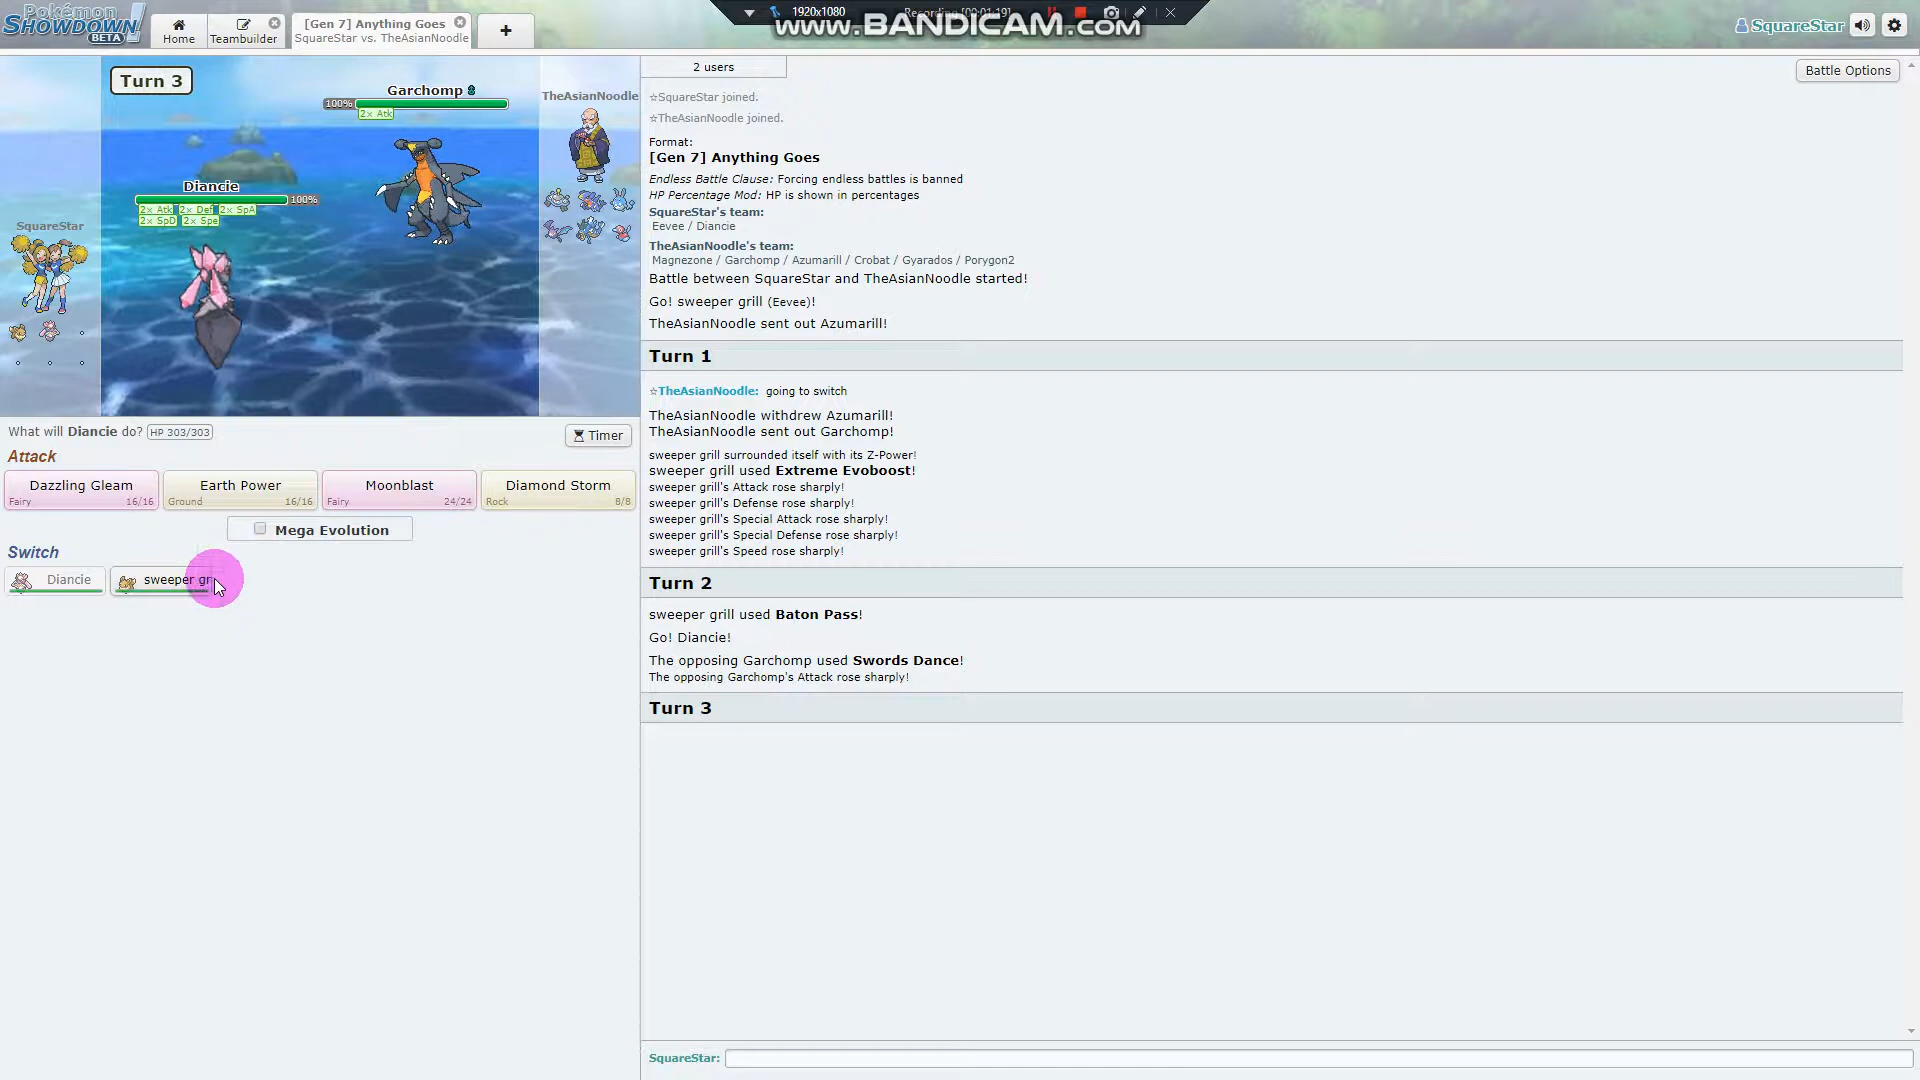 Pokémon
SHOWDOWN!
BETA
Home
Teambuilder
[Gen 7] Anything Goes
SquareStar vs. TheAsianNoodle
+
1920x1080
Recording [00:01:19]
www.BANDICAM.com
SquareStar
Turn 3
Garchomp
100%
2× Atk
TheAsianNoodle
Diancie
100%
2× Atk 2× Def 2× SpA
2× SpD 2× Spe
SquareStar
What will Diancie do? HP 303/303
Timer
Attack
Dazzling Gleam
Fairy 16/16
Earth Power
Ground 16/16
Moonblast
Fairy 24/24
Diamond Storm
Rock 8/8
Mega Evolution
Switch
Diancie
sweeper gr
2 users
Battle Options
☆SquareStar joined.
☆TheAsianNoodle joined.
Format:
[Gen 7] Anything Goes
Endless Battle Clause: Forcing endless battles is banned
HP Percentage Mod: HP is shown in percentages
SquareStar's team:
Eevee / Diancie
TheAsianNoodle's team:
Magnezone / Garchomp / Azumarill / Crobat / Gyarados / Porygon2
Battle between SquareStar and TheAsianNoodle started!
Go! sweeper grill (Eevee)!
TheAsianNoodle sent out Azumarill!
Turn 1
☆TheAsianNoodle: going to switch
TheAsianNoodle withdrew Azumarill!
TheAsianNoodle sent out Garchomp!
sweeper grill surrounded itself with its Z-Power!
sweeper grill used Extreme Evoboost!
sweeper grill's Attack rose sharply!
sweeper grill's Defense rose sharply!
sweeper grill's Special Attack rose sharply!
sweeper grill's Special Defense rose sharply!
sweeper grill's Speed rose sharply!
Turn 2
sweeper grill used Baton Pass!
Go! Diancie!
The opposing Garchomp used Swords Dance!
The opposing Garchomp's Attack rose sharply!
Turn 3
SquareStar: